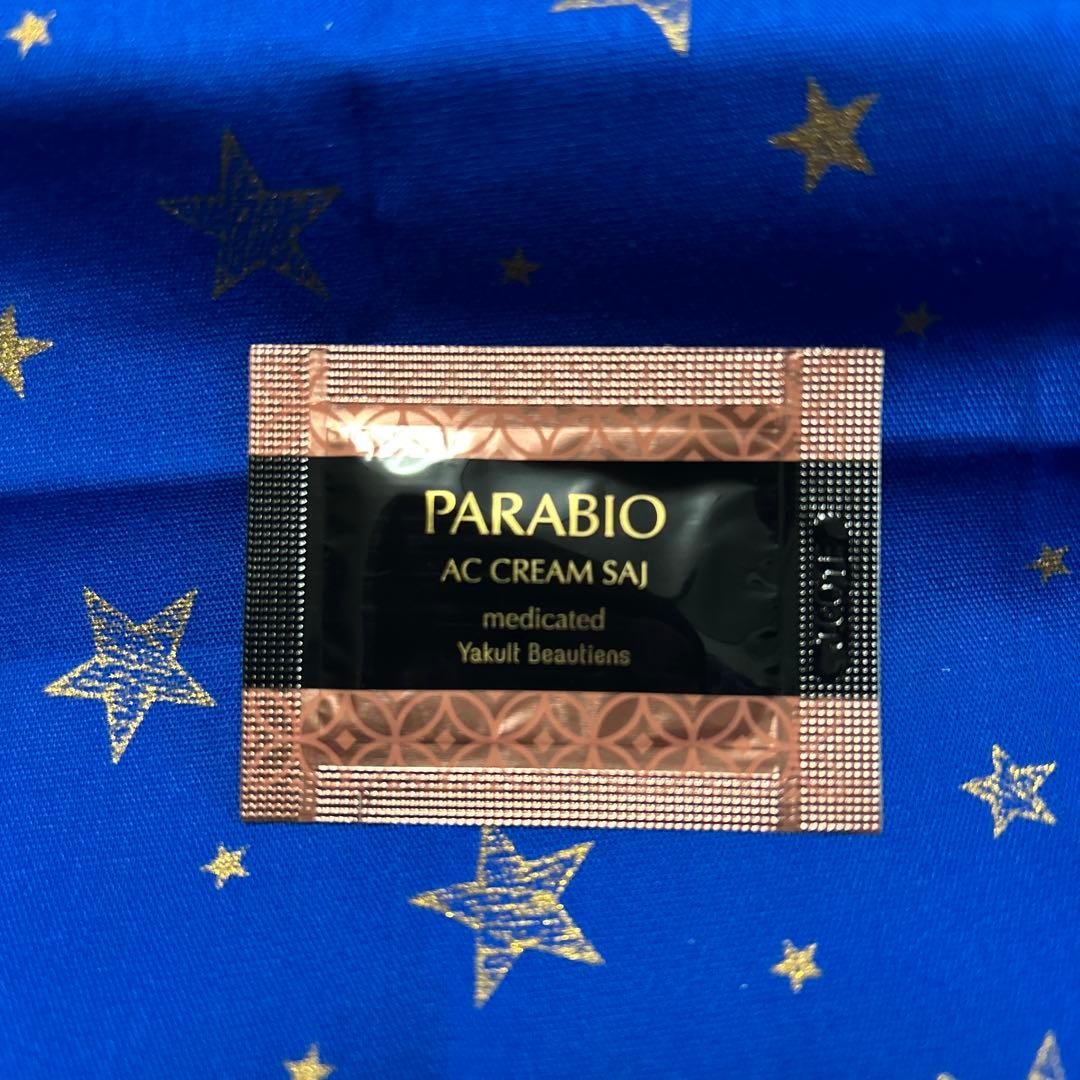 PARABIO
AC CREAM SAJ
medicated
Yakult Beautiens